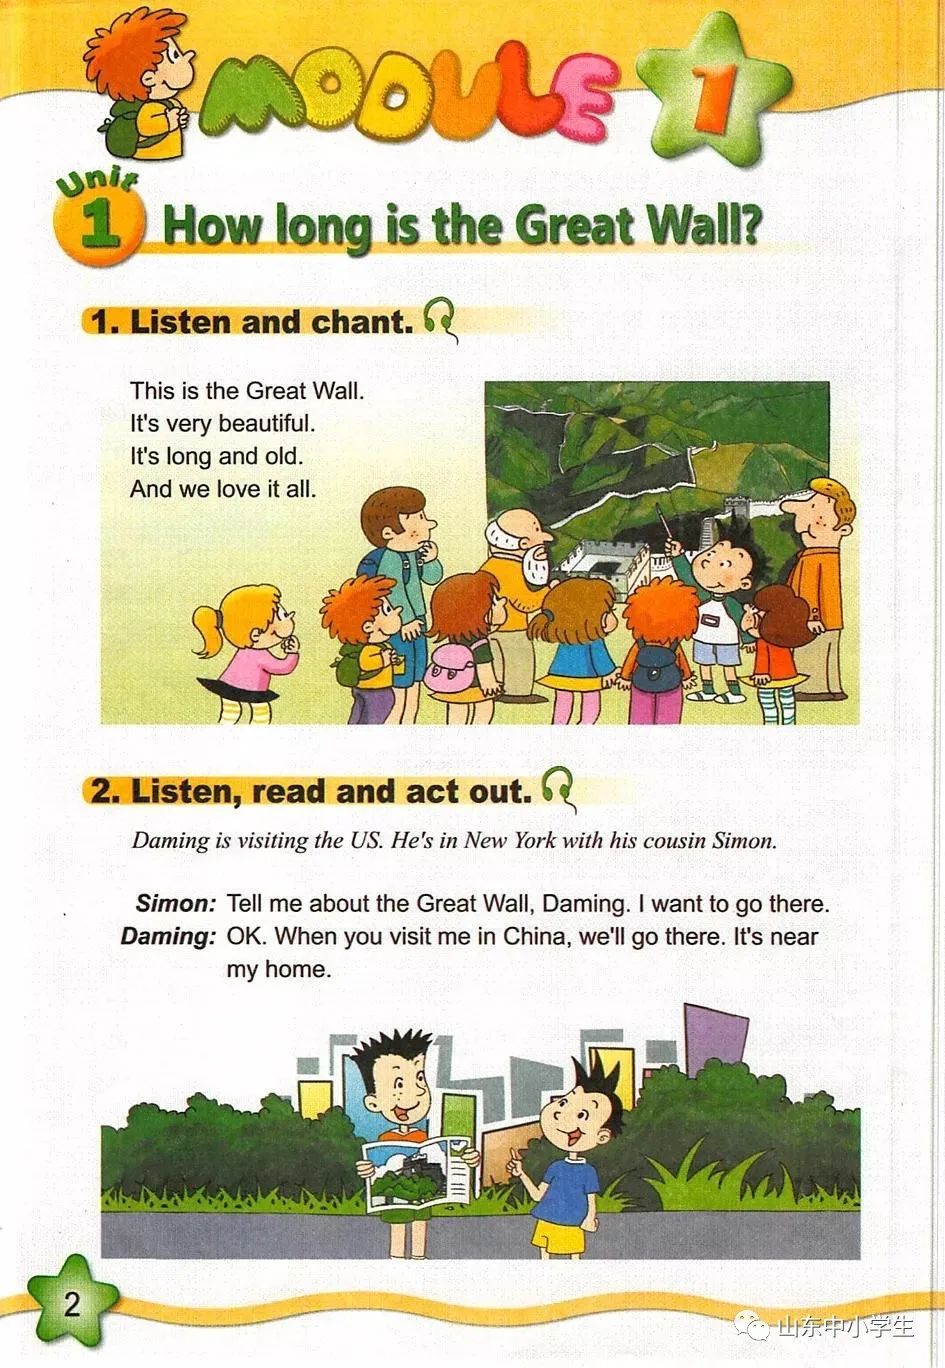 MODULE 1
Unit
1 How long is the Great Wall?
1. Listen and chant.
This is the Great Wall.
It's very beautiful.
It's long and old.
And we love it all.
2. Listen, read and act out.
Daming is visiting the US. He's in New York with his cousin Simon.
Simon: Tell me about the Great Wall, Daming. I want to go there.
Daming: OK. When you visit me in China, we'll go there. It's near
my home.
2
山东中小学生